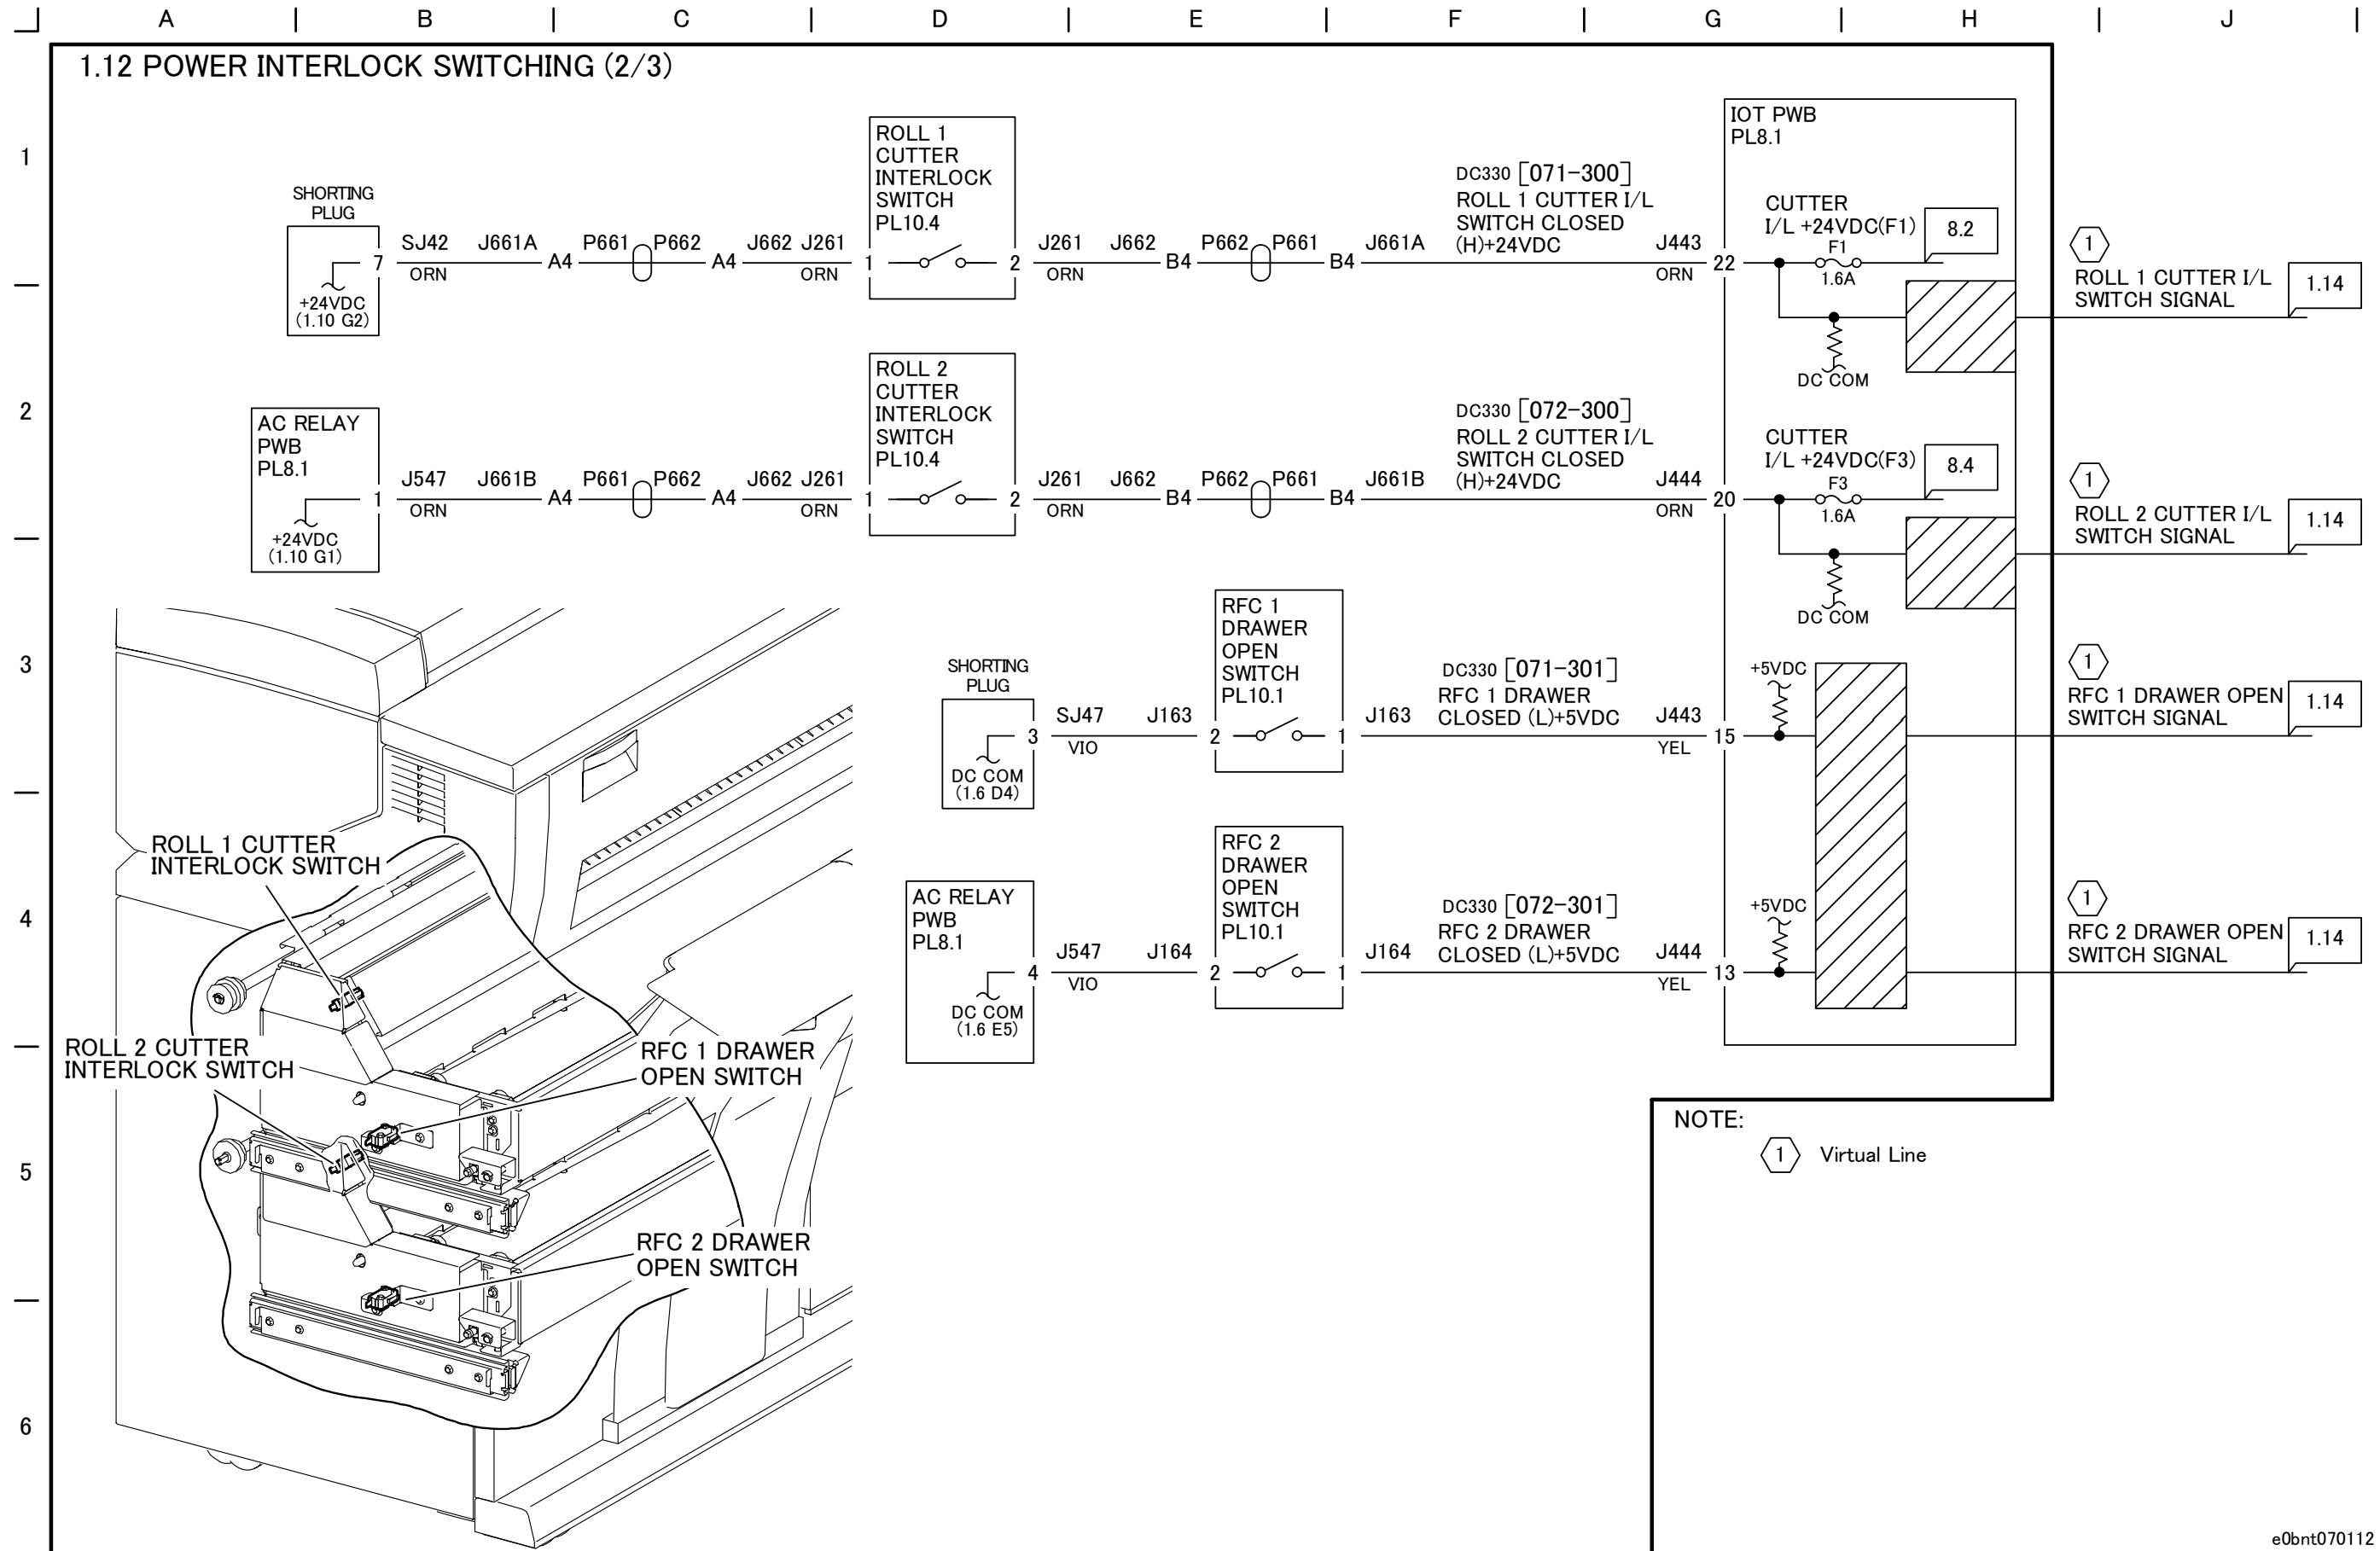 A B C D E F G H J
1.12 POWER INTERLOCK SWITCHING (2/3)
1
2
3
4
5
6
SHORTING
PLUG
7
+24VDC
(1.10 G2)
SJ42
ORN
J661A
A4
P661
P662
A4
J662
J261
ORN
ROLL 1
CUTTER
INTERLOCK
SWITCH
PL10.4
1
2
J261
ORN
J662
B4
P662
P661
B4
J661A
DC330 [071-300]
ROLL 1 CUTTER I/L
SWITCH CLOSED
(H)+24VDC
J443
ORN
22
IOT PWB
PL8.1
CUTTER
I/L +24VDC(F1)
F1
1.6A
8.2
DC COM
1
ROLL 1 CUTTER I/L
SWITCH SIGNAL
1.14
AC RELAY
PWB
PL8.1
1
+24VDC
(1.10 G1)
J547
ORN
J661B
A4
P661
P662
A4
J662
J261
ORN
ROLL 2
CUTTER
INTERLOCK
SWITCH
PL10.4
1
2
J261
ORN
J662
B4
P662
P661
B4
J661B
DC330 [072-300]
ROLL 2 CUTTER I/L
SWITCH CLOSED
(H)+24VDC
J444
ORN
20
CUTTER
I/L +24VDC(F3)
F3
1.6A
8.4
DC COM
1
ROLL 2 CUTTER I/L
SWITCH SIGNAL
1.14
SHORTING
PLUG
3
DC COM
(1.6 D4)
SJ47
VIO
J163
RFC 1
DRAWER
OPEN
SWITCH
PL10.1
2
1
J163
DC330 [071-301]
RFC 1 DRAWER
CLOSED (L)+5VDC
J443
YEL
15
+5VDC
1
RFC 1 DRAWER OPEN
SWITCH SIGNAL
1.14
AC RELAY
PWB
PL8.1
4
DC COM
(1.6 E5)
J547
VIO
J164
RFC 2
DRAWER
OPEN
SWITCH
PL10.1
2
1
J164
DC330 [072-301]
RFC 2 DRAWER
CLOSED (L)+5VDC
J444
YEL
13
+5VDC
1
RFC 2 DRAWER OPEN
SWITCH SIGNAL
1.14
ROLL 1 CUTTER
INTERLOCK SWITCH
ROLL 2 CUTTER
INTERLOCK SWITCH
RFC 1 DRAWER
OPEN SWITCH
RFC 2 DRAWER
OPEN SWITCH
NOTE:
1 Virtual Line
e0bnt070112